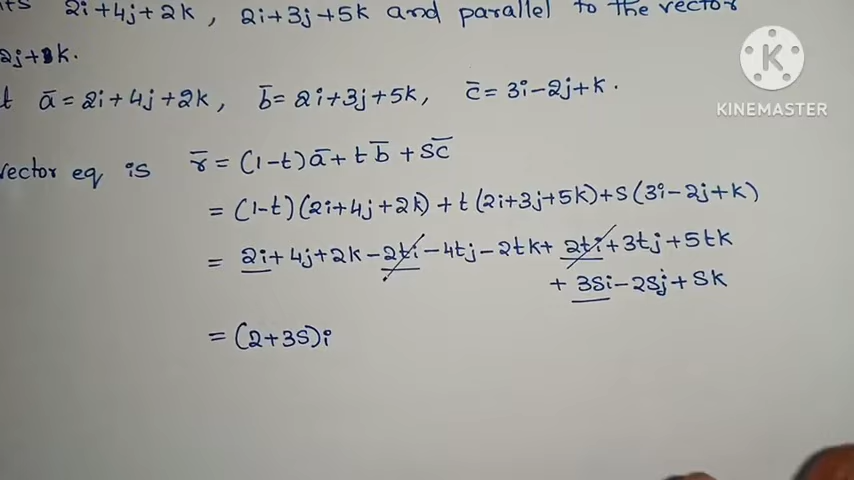 2i+4j+2k, 2i+3j+5k and parallel to the vector
2j+3k.
ā = 2i+4j+2k, b̄ = 2i+3j+5k, c̄ = 3i-2j+k.
vector eq is r̄ = (1-t)ā + t b̄ + s c̄
= (1-t)(2i+4j+2k) + t(2i+3j+5k) + s(3i-2j+k)
= 2i+4j+2k-2ti-4tj-2tk+2ti+3tj+5tk
+ 3si-2sj+sk
= (2+3s)i
KINEMASTER